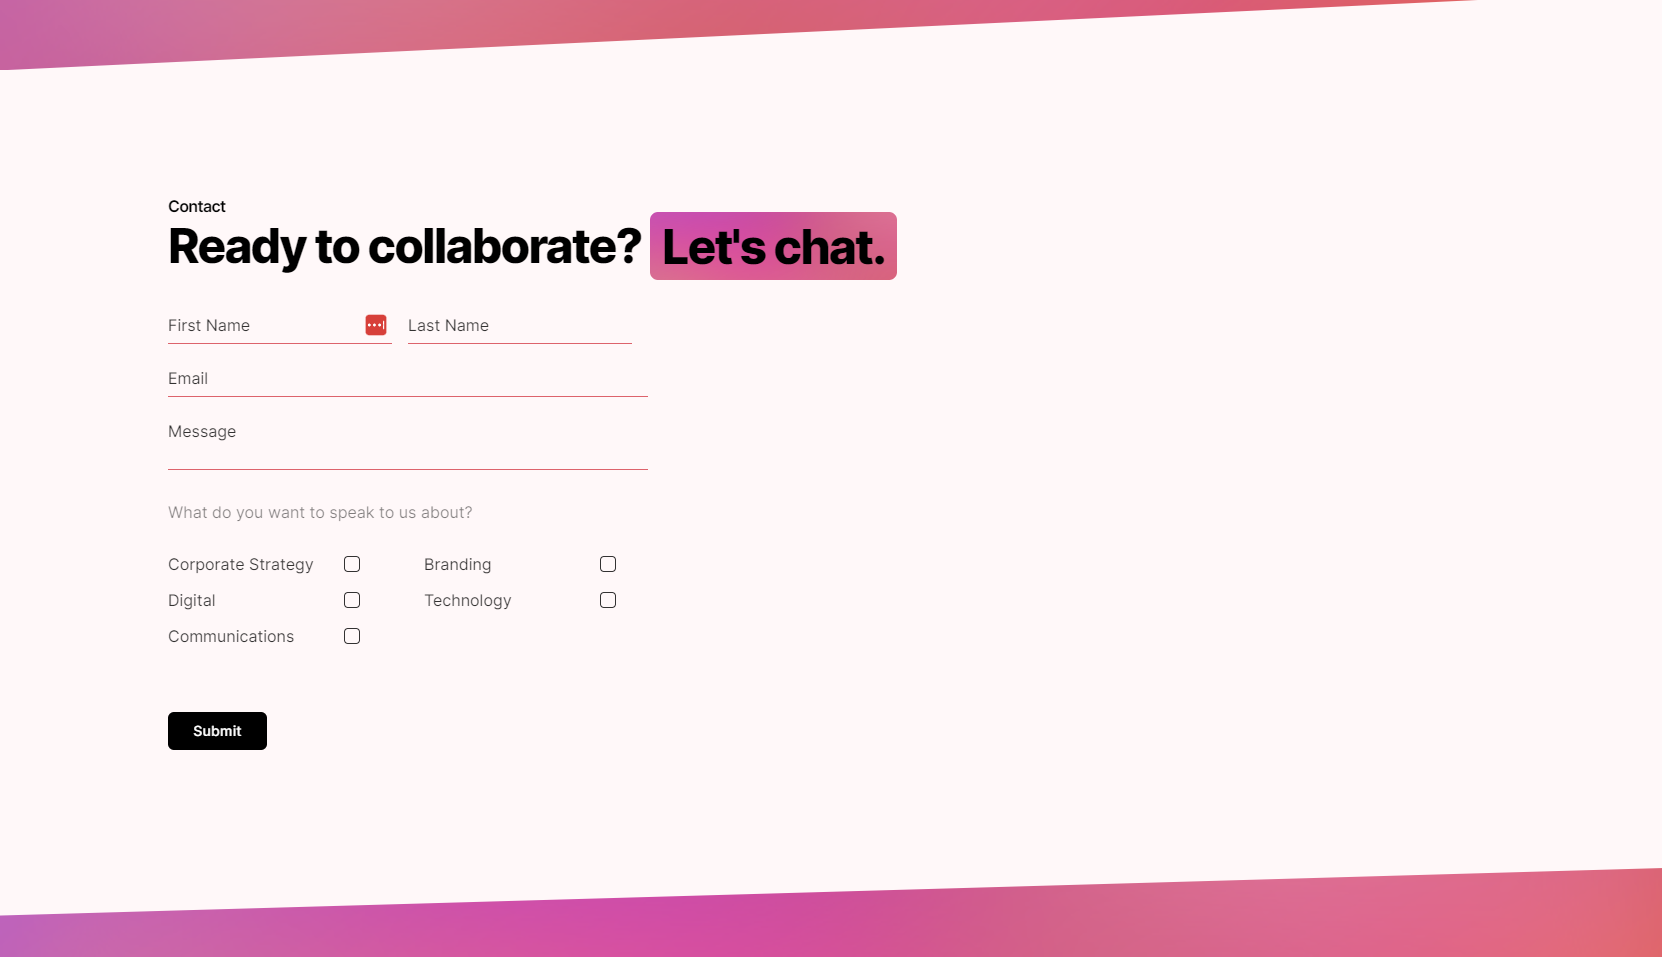 Contact
Ready to collaborate? Let's chat.
First Name Last Name
Email
Message
What do you want to speak to us about?
Corporate Strategy Branding
Digital Technology
Communications
Submit